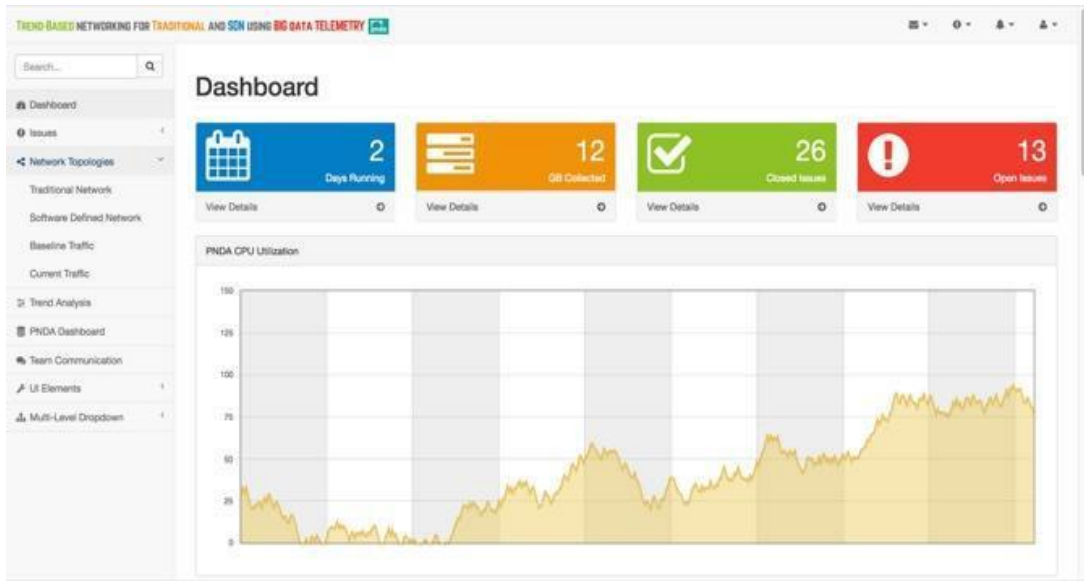 TREND-BASED NETWORKING FOR TRADITIONAL AND SDN USING BIG DATA TELEMETRY pnda
Search...
Dashboard
Issues
Network Topologies
Traditional Network
Software Defined Network
Baseline Traffic
Current Traffic
Trend Analysis
PNDA Dashboard
Team Communication
UI Elements
Multi-Level Dropdown
Dashboard
2
Days Running
View Details
12
GB Collected
View Details
26
Closed Issues
View Details
13
Open Issues
View Details
PNDA CPU Utilization
150
125
100
75
50
25
0